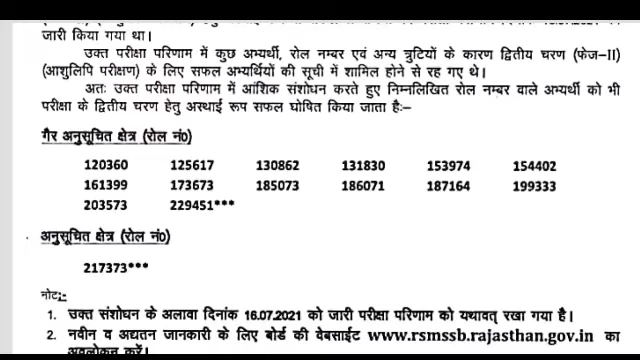 जारी किया गया था।
उक्त परीक्षा परिणाम में कुछ अभ्यर्थी, रोल नम्बर एवं अन्य त्रुटियों के कारण द्वितीय चरण (फेज-II)
(आशुलिपि परीक्षण) के लिए सफल अभ्यर्थियों की सूची में शामिल होने से रह गए थे।
अतः उक्त परीक्षा परिणाम में आंशिक संशोधन करते हुए निम्नलिखित रोल नम्बर वाले अभ्यर्थी को भी
परीक्षा के द्वितीय चरण हेतु अस्थाई रूप सफल घोषित किया जाता हैः-
गैर अनुसूचित क्षेत्र (रोल नं0)
120360 125617 130862 131830 153974 154402
161399 173673 185073 186071 187164 199333
203573 229451***
अनुसूचित क्षेत्र (रोल नं0)
217373***
नोटः-
1. उक्त संशोधन के अलावा दिनांक 16.07.2021 को जारी परीक्षा परिणाम को यथावत् रखा गया है।
2. नवीन व अद्यतन जानकारी के लिए बोर्ड की वेबसाईट www.rsmssb.rajasthan.gov.in का
अवलोकन करें।